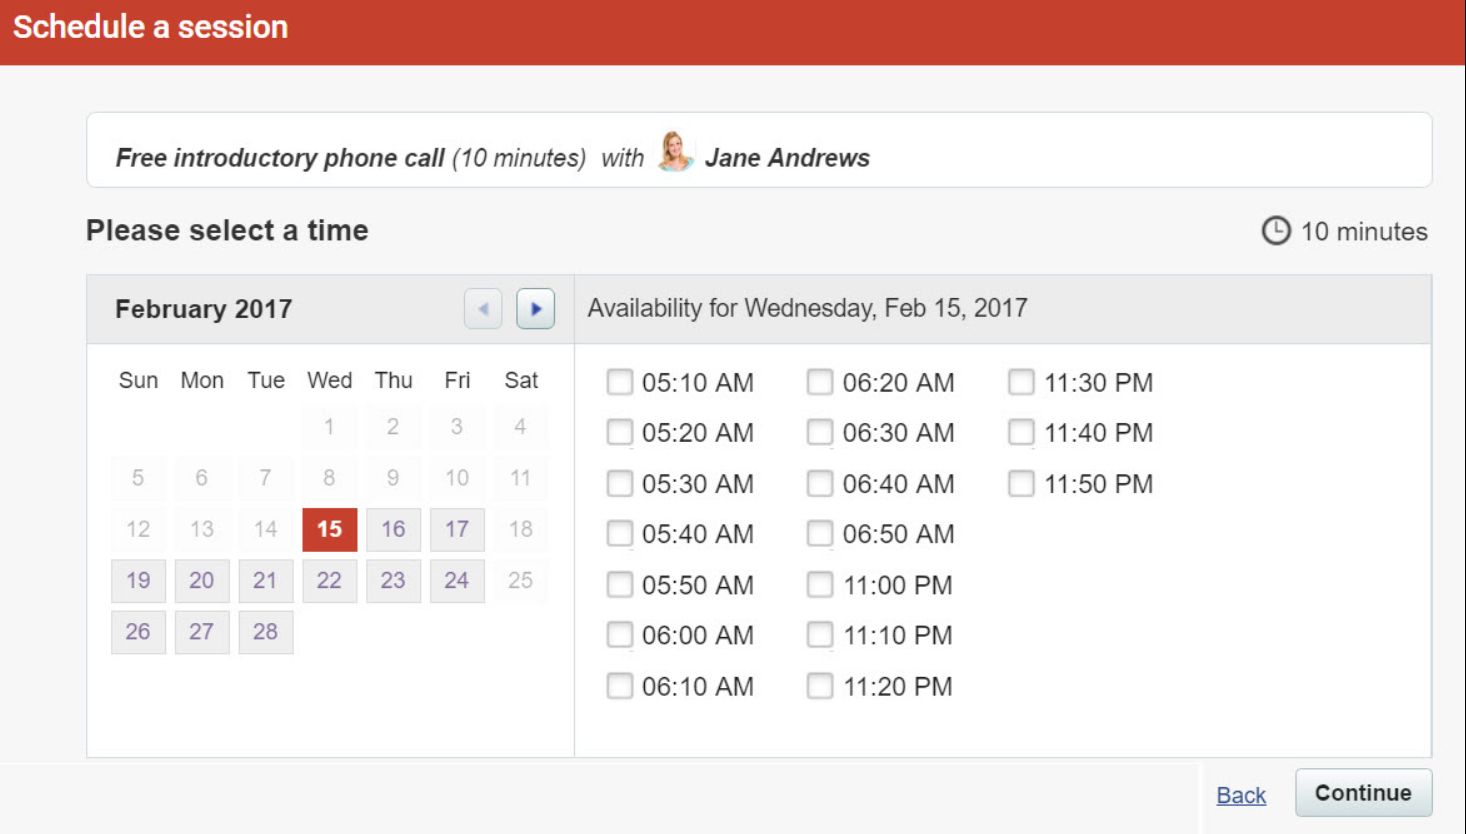 Schedule a session
Free introductory phone call (10 minutes) with Jane Andrews
Please select a time
10 minutes
February 2017
Sun Mon Tue Wed Thu Fri Sat
1 2 3 4
5 6 7 8 9 10 11
12 13 14 15 16 17 18
19 20 21 22 23 24 25
26 27 28
Availability for Wednesday, Feb 15, 2017
05:10 AM 06:20 AM 11:30 PM
05:20 AM 06:30 AM 11:40 PM
05:30 AM 06:40 AM 11:50 PM
05:40 AM 06:50 AM
05:50 AM 11:00 PM
06:00 AM 11:10 PM
06:10 AM 11:20 PM
Back Continue